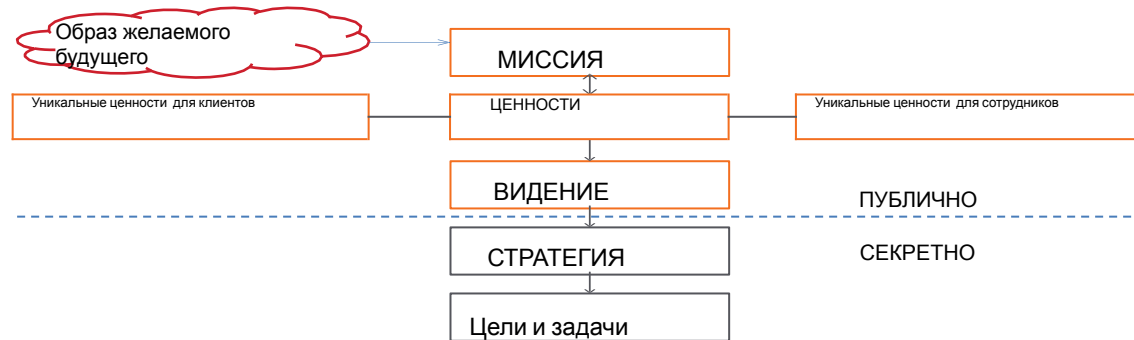 Образ желаемого
будущего
МИССИЯ
Уникальные ценности для клиентов
ЦЕННОСТИ
Уникальные ценности для сотрудников
ВИДЕНИЕ
ПУБЛИЧНО
СТРАТЕГИЯ
СЕКРЕТНО
Цели и задачи